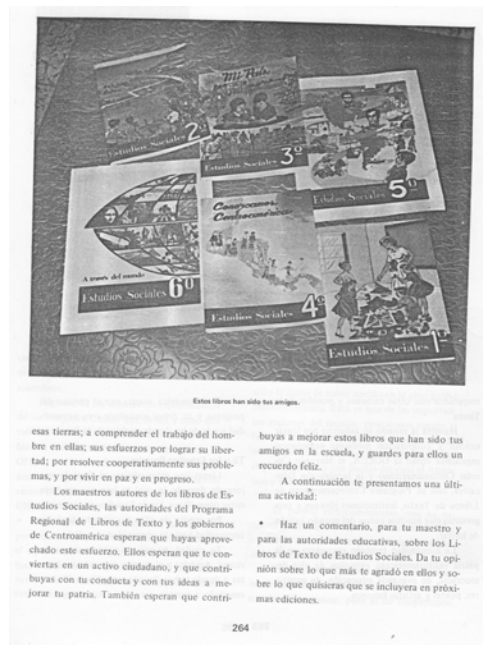 Estudios Sociales 2º
Mi País
Estudios Sociales 3º
Estudios Sociales 5º
A través del mundo
Estudios Sociales 6º
Conozcamos
Centroamérica
Estudios Sociales 4º
Estudios Sociales 1º
Estos libros han sido tus amigos.
esas tierras; a comprender el trabajo del hom-
bre en ellas; sus esfuerzos por lograr su liber-
tad; por resolver cooperativamente sus proble-
mas, y por vivir en paz y en progreso.
Los maestros autores de los libros de Es-
tudios Sociales, las autoridades del Programa
Regional de Libros de Texto y los gobiernos
de Centroamérica esperan que hayas aprove-
chado este esfuerzo. Ellos esperan que te con-
viertas en un activo ciudadano, y que contri-
buyas con tu conducta y con tus ideas a me-
jorar tu patria. También esperan que contri-
buyas a mejorar estos libros que han sido tus
amigos en la escuela, y guardes para ellos un
recuerdo feliz.
A continuación te presentamos una últi-
ma actividad:
* Haz un comentario, para tu maestro y
para las autoridades educativas, sobre los Li-
bros de Texto de Estudios Sociales. Da tu opi-
nión sobre lo que más te agradó en ellos y so-
bre lo que quisieras que se incluyera en próxi-
mas ediciones.
264